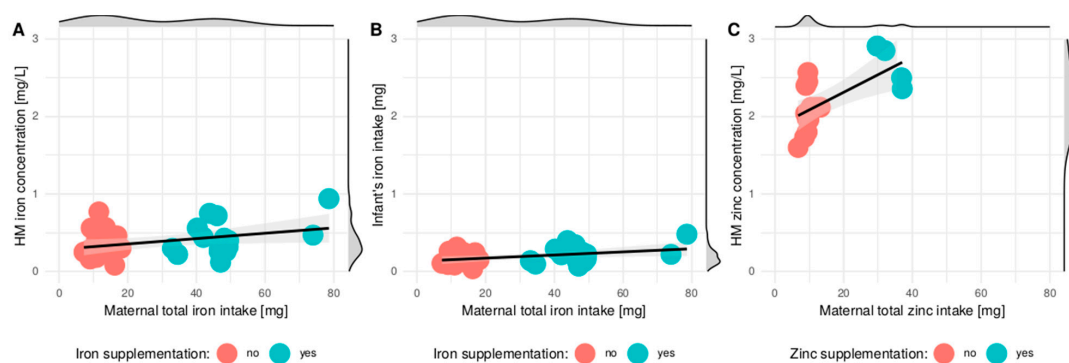 A
HM iron concentration [mg/L]
3
2
1
0
0 20 40 60 80
Maternal total iron intake [mg]
Iron supplementation: no yes
B
Infant's iron intake [mg]
3
2
1
0
0 20 40 60 80
Maternal total iron intake [mg]
Iron supplementation: no yes
C
HM zinc concentration [mg/L]
3
2
1
0
0 20 40 60 80
Maternal total zinc intake [mg]
Zinc supplementation: no yes